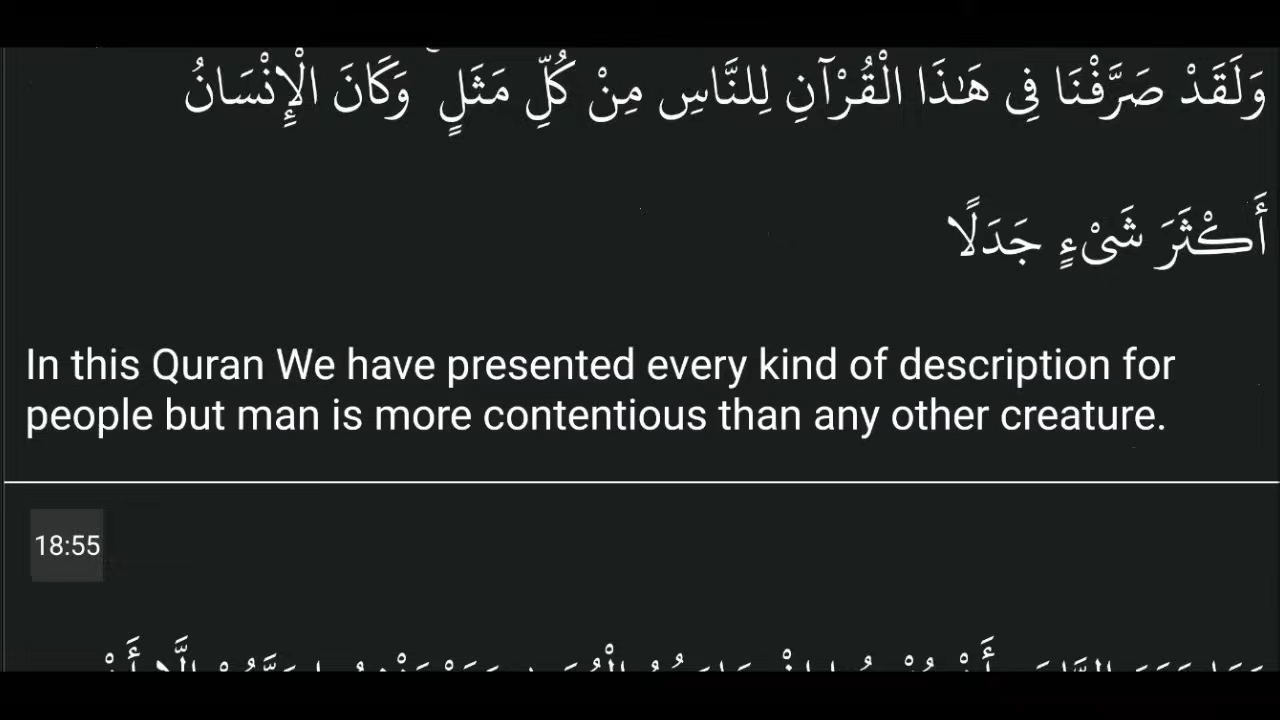 وَلَقَدْ صَرَّفْنَا فِى هَـٰذَا الْقُرْآنِ لِلنَّاسِ مِنْ كُلِّ مَثَلٍ ۚ وَكَانَ الْإِنْسَانُ
أَكْثَرَ شَىْءٍ جَدَلًا
In this Quran We have presented every kind of description for
people but man is more contentious than any other creature.
18:55